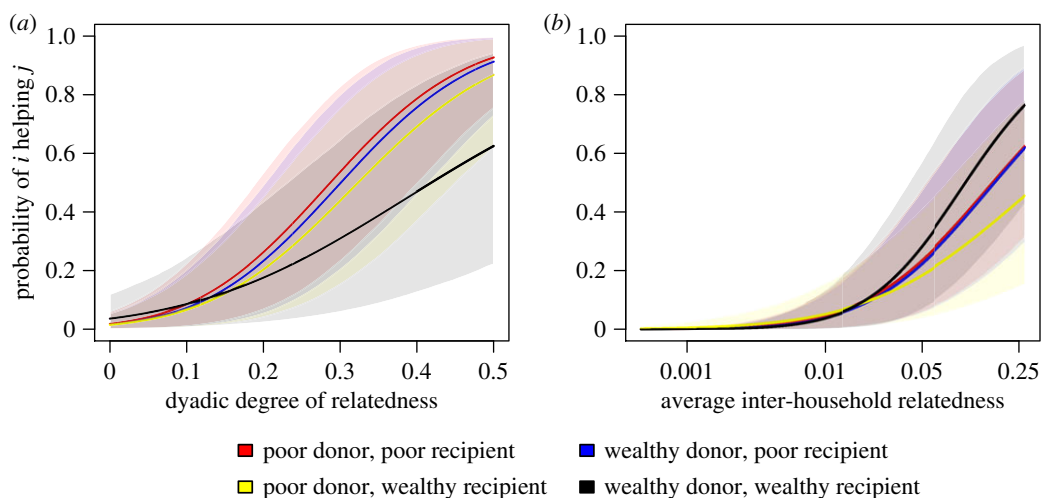 (a)
(b)
probability of i helping j
1.0
0.8
0.6
0.4
0.2
0
0 0.1 0.2 0.3 0.4 0.5
dyadic degree of relatedness
1.0
0.8
0.6
0.4
0.2
0
0.001 0.01 0.05 0.25
average inter-household relatedness
poor donor, poor recipient
wealthy donor, poor recipient
poor donor, wealthy recipient
wealthy donor, wealthy recipient